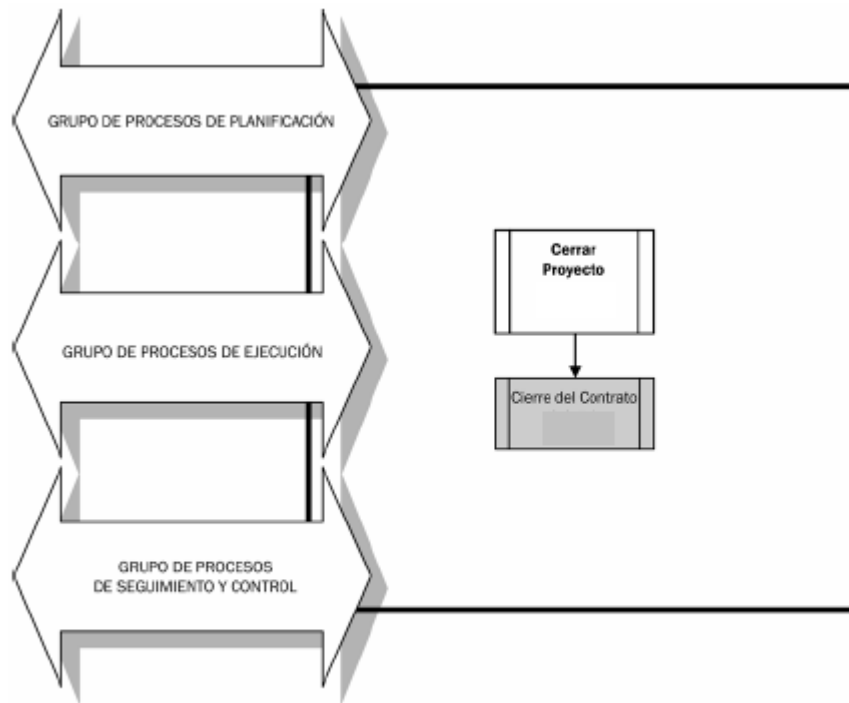 GRUPO DE PROCESOS DE PLANIFICACIÓN
Cerrar
Proyecto
GRUPO DE PROCESOS DE EJECUCIÓN
Cierre del Contrato
GRUPO DE PROCESOS
DE SEGUIMIENTO Y CONTROL